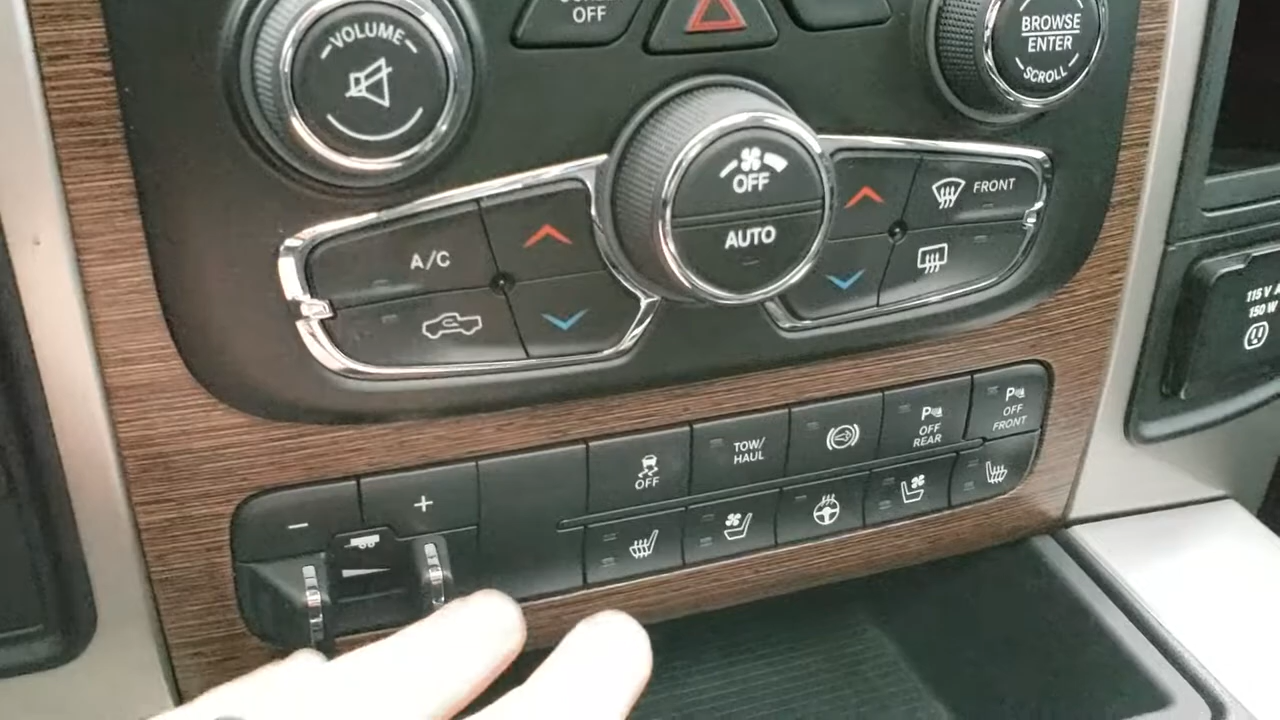 OFF
VOLUME
BROWSE
ENTER
SCROLL
OFF
AUTO
A/C
FRONT
115 V A
150 W
−
+
OFF
TOW/
HAUL
P
OFF
REAR
P
OFF
FRONT